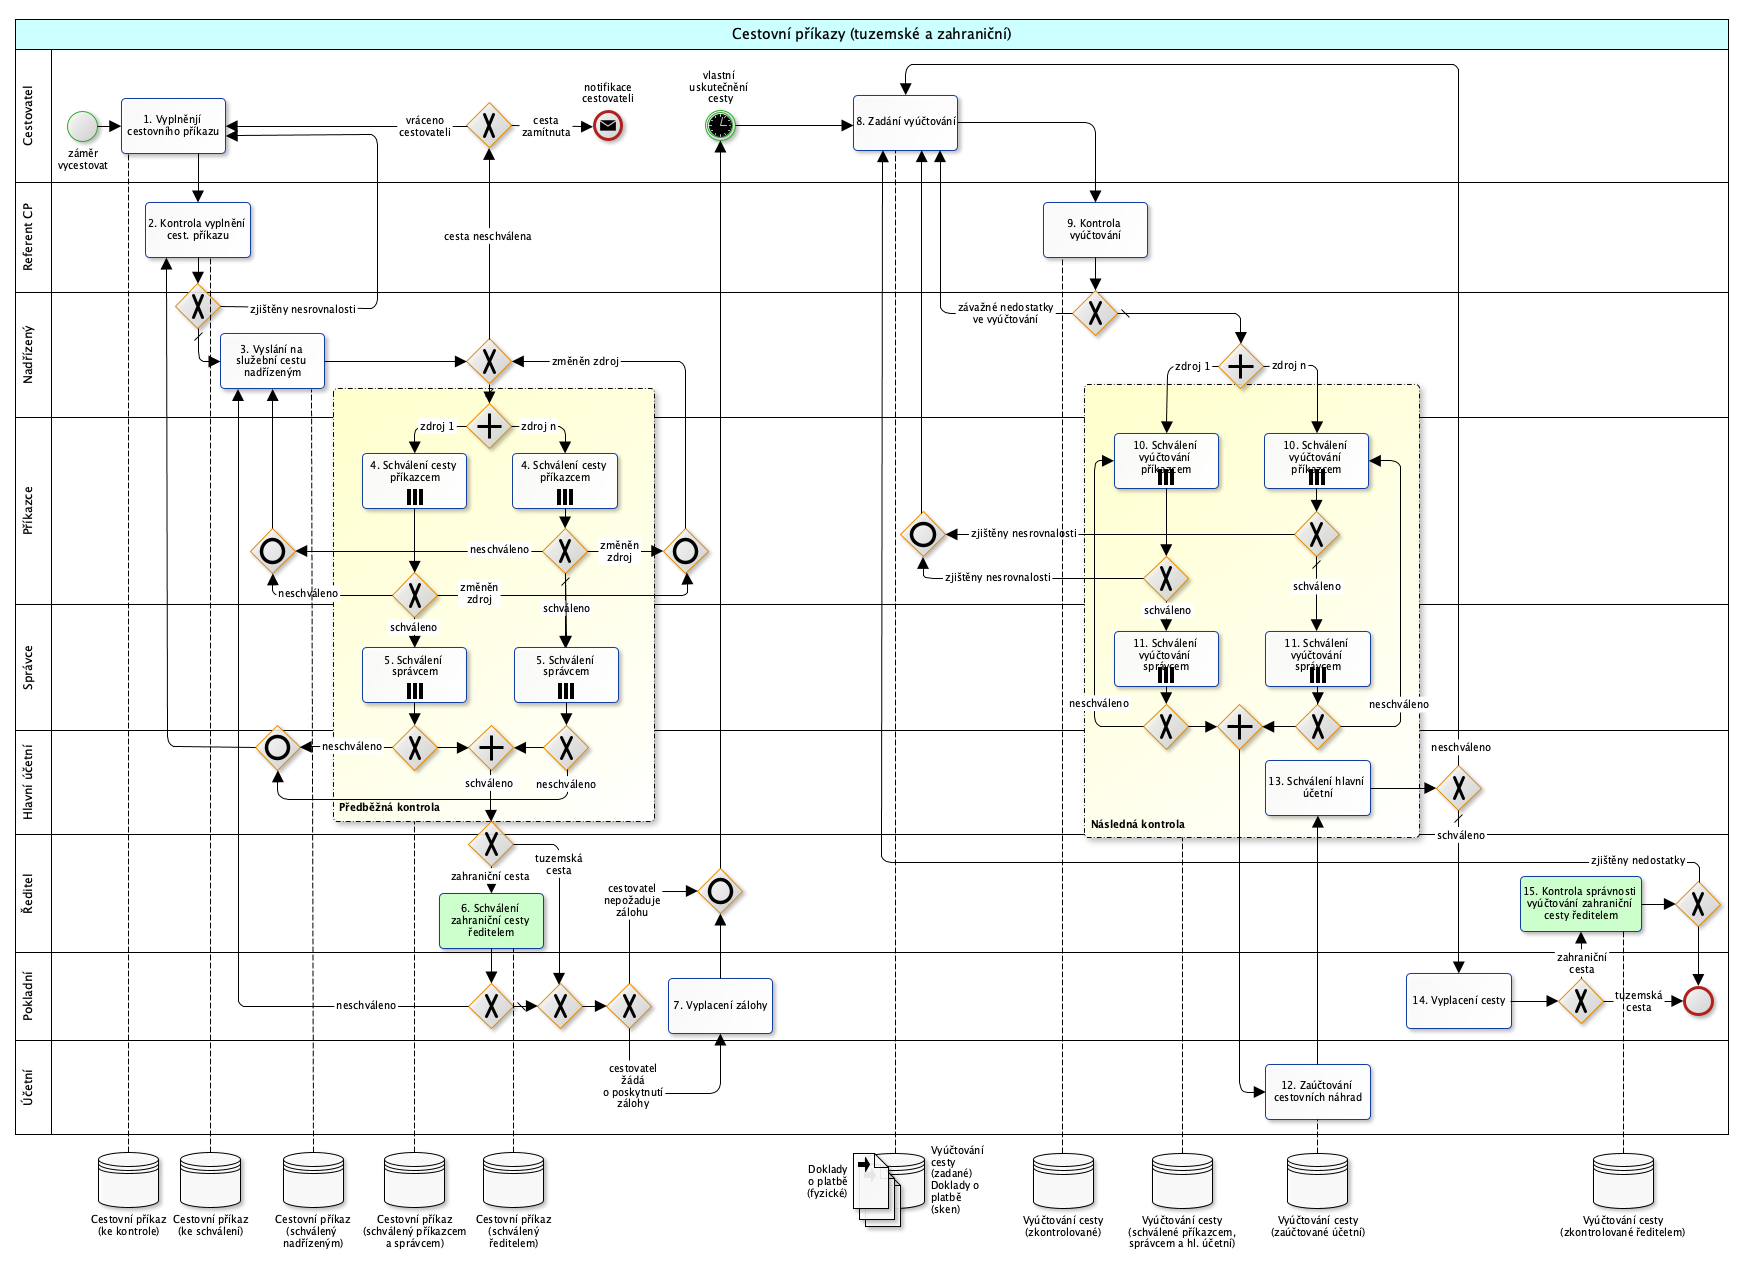 Cestovní příkazy (tuzemské a zahraniční)
Cestovatel
záměr
vycestovat
1. Vyplněnjí
cestovního příkazu
vráceno
cestovateli
cesta
zamítnuta
notifikace
cestovateli
vlastní
uskutečnění
cesty
8. Zadání vyúčtování
Referent CP
2. Kontrola vyplnění
cest. příkazu
cesta neschválena
9. Kontrola
vyúčtování
Nadřízený
zjištěny nesrovnalosti
3. Vyslání na
služební cestu
nadřízeným
změněn zdroj
závažné nedostatky
ve vyúčtování
zdroj 1
zdroj n
Příkazce
zdroj 1
zdroj n
4. Schválení cesty
příkazcem
4. Schválení cesty
příkazcem
neschváleno
změněn
zdroj
neschváleno
změněn
zdroj
schváleno
schváleno
10. Schválení
vyúčtování
příkazcem
10. Schválení
vyúčtování
příkazcem
zjištěny nesrovnalosti
zjištěny nesrovnalosti
schváleno
schváleno
Správce
5. Schválení
správcem
5. Schválení
správcem
11. Schválení
vyúčtování
správcem
11. Schválení
vyúčtování
správcem
neschváleno
neschváleno
Hlavní účetní
neschváleno
schváleno
neschváleno
Předběžná kontrola
13. Schválení hlavní
účetní
neschváleno
schváleno
Následná kontrola
Ředitel
zahraniční cesta
tuzemská
cesta
6. Schválení
zahraniční cesty
ředitelem
cestovatel
nepožaduje
zálohu
zjištěny nedostatky
15. Kontrola správnosti
vyúčtování zahraniční
cesty ředitelem
Pokladní
neschváleno
7. Vyplacení zálohy
14. Vyplacení cesty
zahraniční
cesta
tuzemská
cesta
Účetní
cestovatel
žádá
o poskytnutí
zálohy
12. Zaúčtování
cestovních náhrad
Cestovní příkaz
(ke kontrole)
Cestovní příkaz
(ke schválení)
Cestovní příkaz
(schválený
nadřízeným)
Cestovní příkaz
(schválený příkazcem
a správcem)
Cestovní příkaz
(schválený
ředitelem)
Doklady
o platbě
(fyzické)
Vyúčtování
cesty
(zadané)
Doklady o
platbě
(sken)
Vyúčtování cesty
(zkontrolované)
Vyúčtování cesty
(schválené příkazcem,
správcem a hl. účetní)
Vyúčtování cesty
(zaúčtované účetní)
Vyúčtování cesty
(zkontrolované ředitelem)